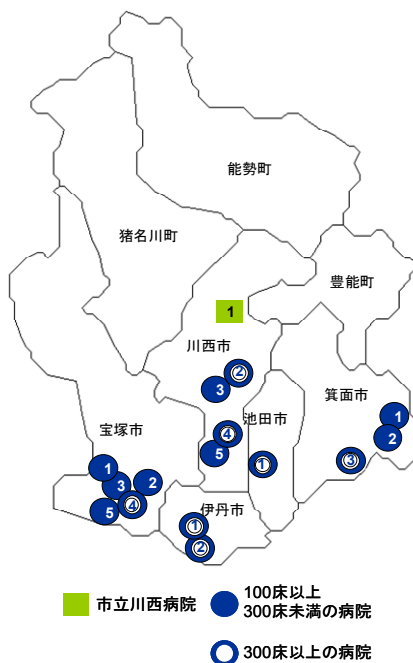 能勢町
猪名川町
豊能町
1
川西市
2
3
箕面市
1
2
3
池田市
4
5
1
宝塚市
1
3
2
4
5
伊丹市
1
2
市立川西病院
100床以上
300床未満の病院
300床以上の病院